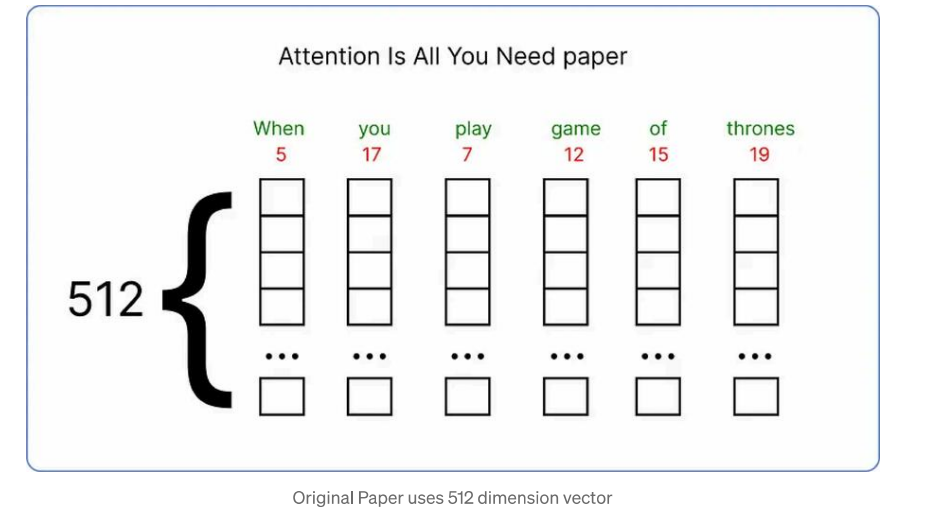 Attention Is All You Need paper
When you play game of thrones
5 17 7 12 15 19
512
... ... ... ... ... ...
Original Paper uses 512 dimension vector